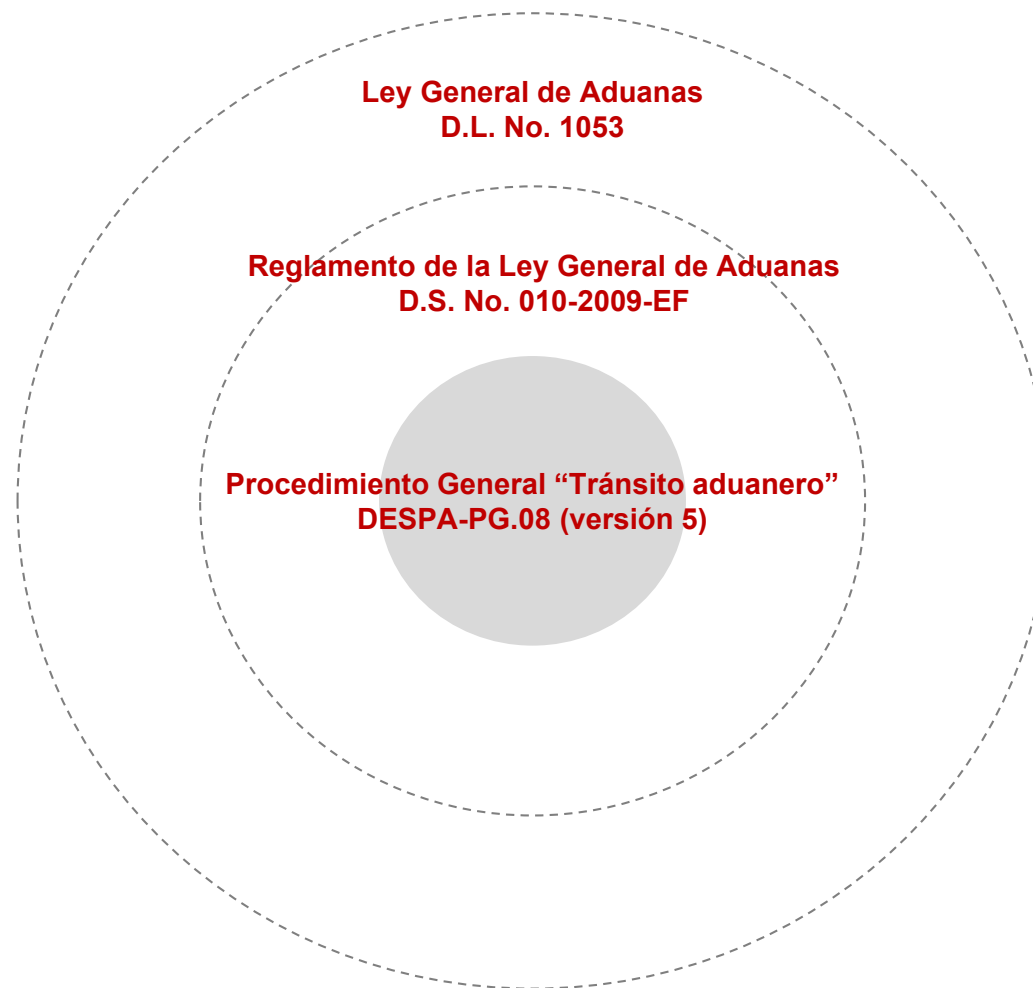 Ley General de Aduanas
D.L. No. 1053
Reglamento de la Ley General de Aduanas
D.S. No. 010-2009-EF
Procedimiento General “Tránsito aduanero”
DESPA-PG.08 (versión 5)